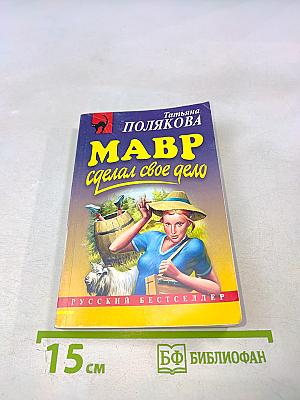 Татьяна
ПОЛЯКОВА
МАВР
сделал свое дело
РУССКИЙ БЕСТСЕЛЛЕР
15 см
БФ БИБЛИОФАН